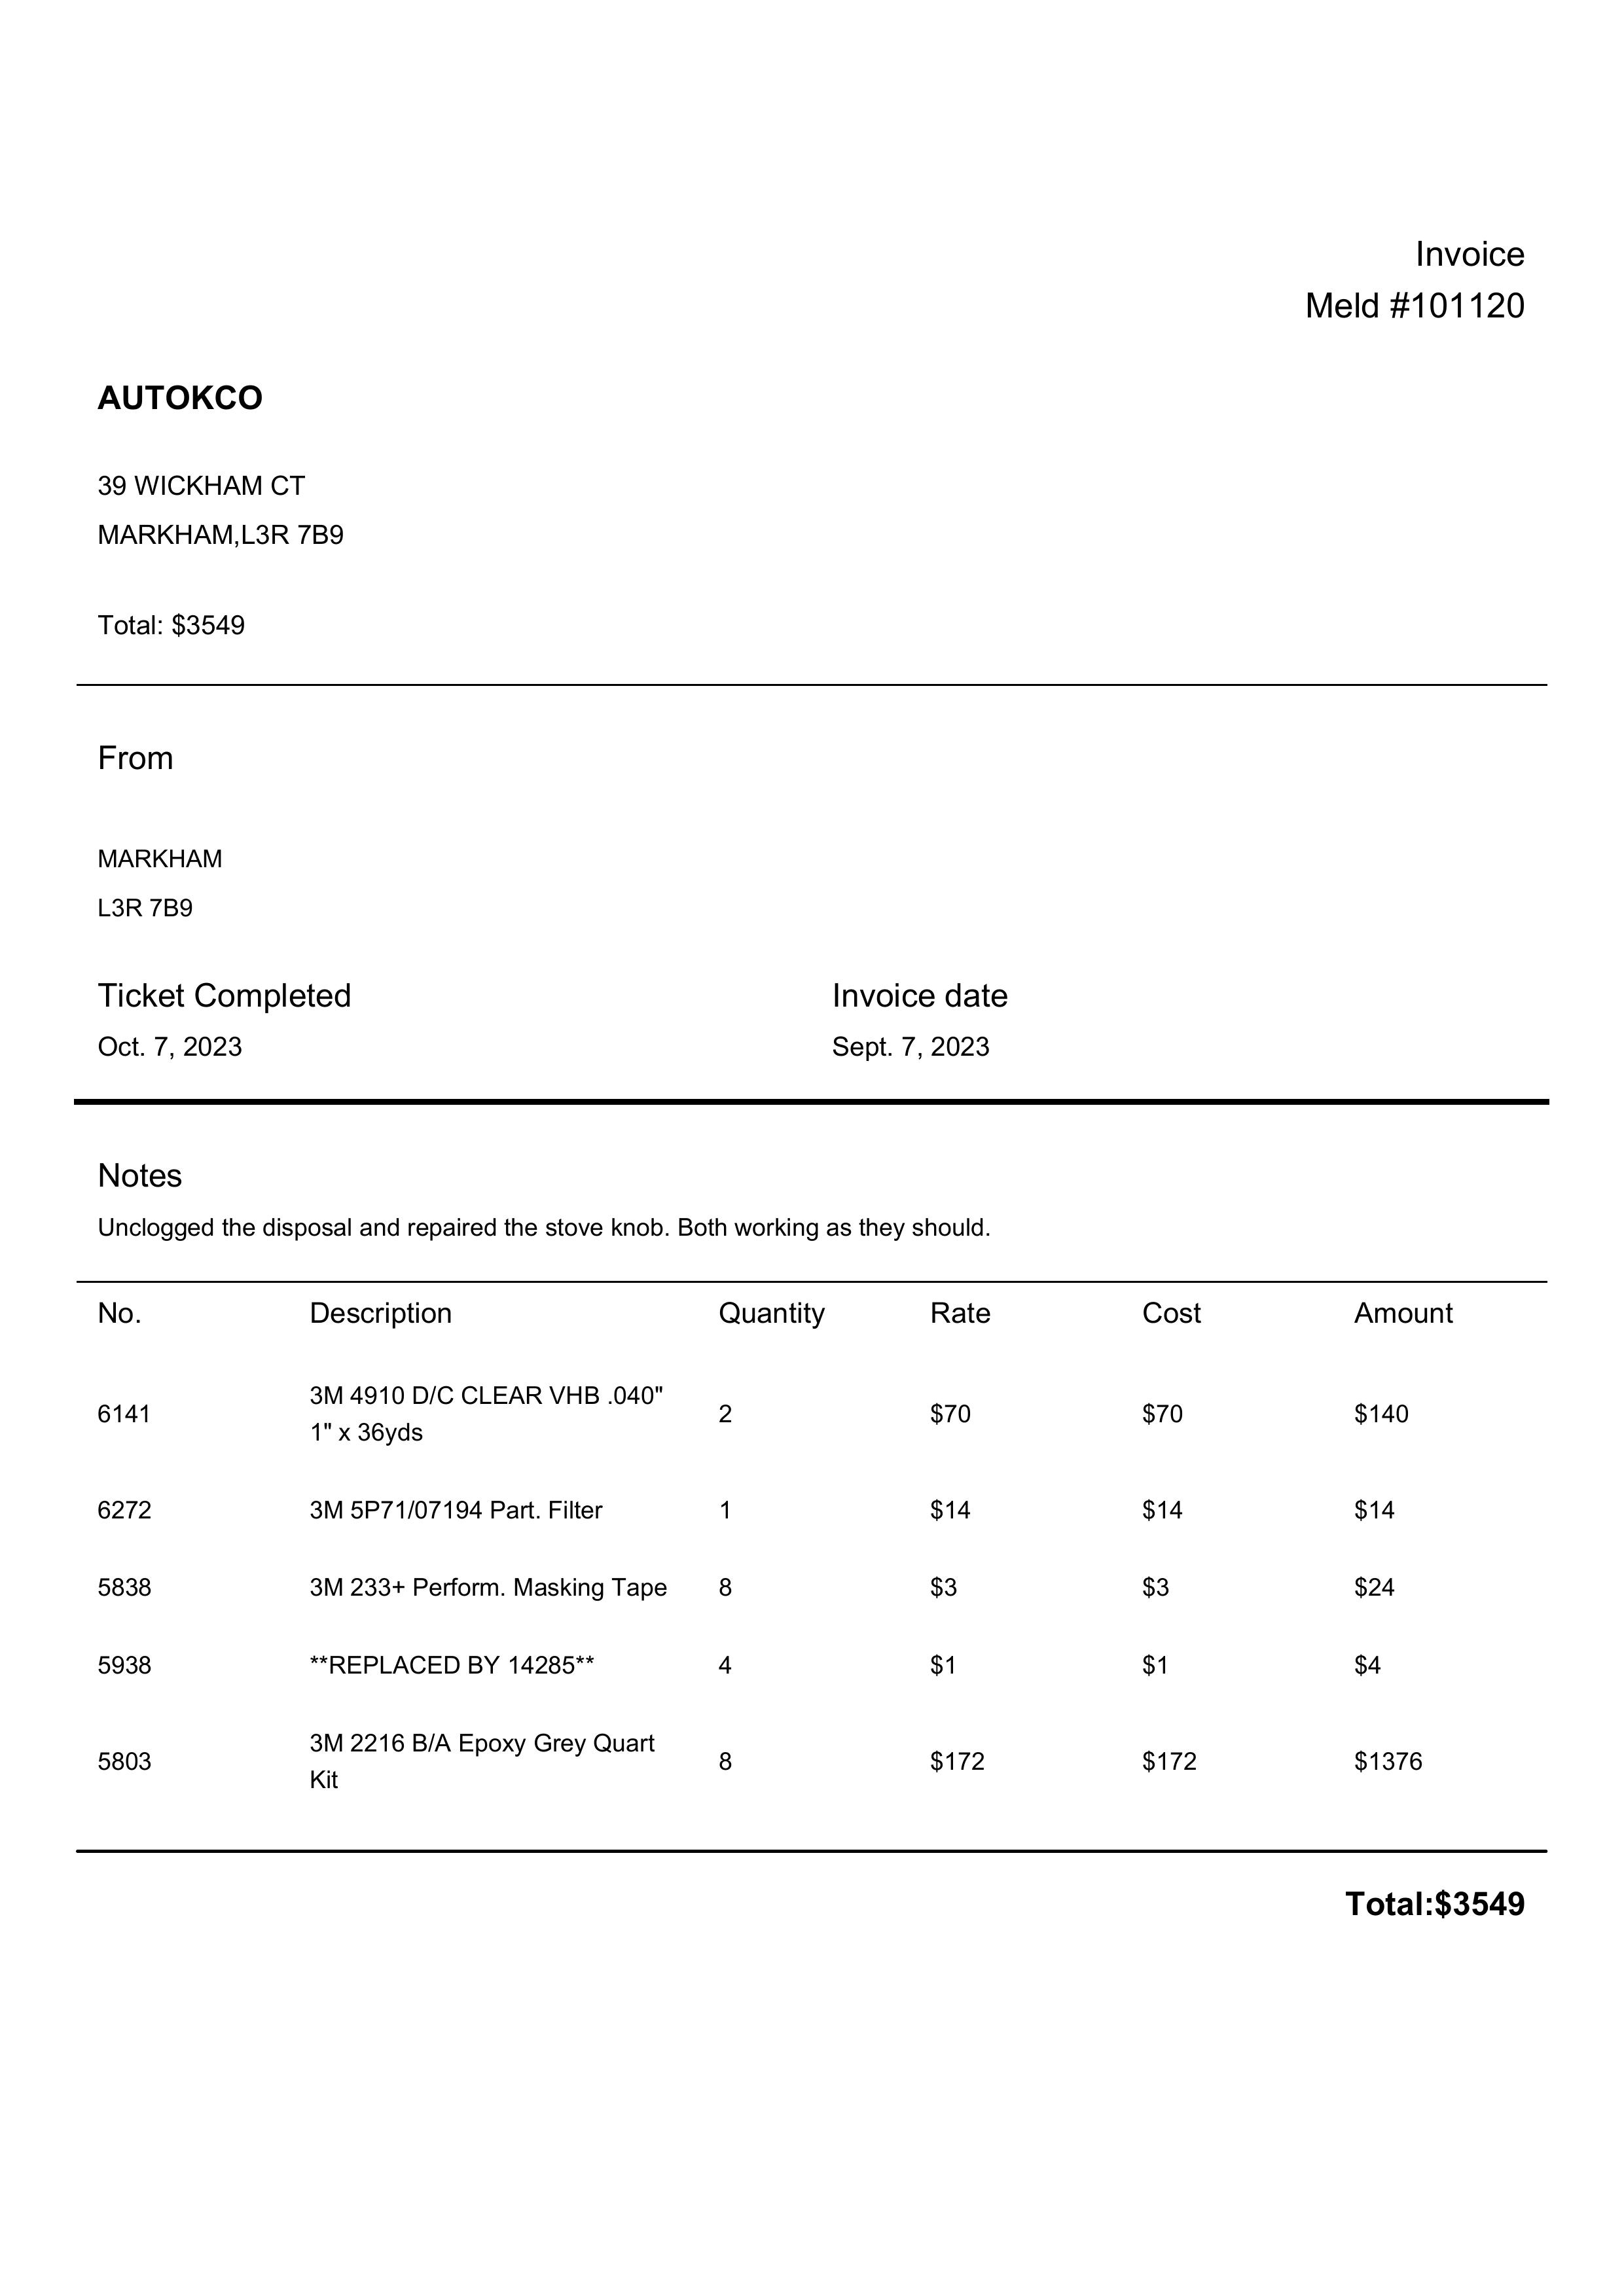 Invoice
Meld #101120
AUTOKCO
39 WICKHAM CT
MARKHAM,L3R 7B9
Total: $3549
From
MARKHAM
L3R 7B9
Ticket Completed Invoice date
Oct. 7, 2023 Sept. 7, 2023
Notes
Unclogged the disposal and repaired the stove knob. Both working as they should.
No. Description Quantity Rate Cost Amount
6141 3M 4910 D/C CLEAR VHB .040" 2 $70 $70 $140
1" x 36yds
6272 3M 5P71/07194 Part. Filter 1 $14 $14 $14
5838 3M 233+ Perform. Masking Tape 8 $3 $3 $24
5938 **REPLACED BY 14285** 4 $1 $1 $4
5803 3M 2216 B/A Epoxy Grey Quart 8 $172 $172 $1376
Kit
Total:$3549